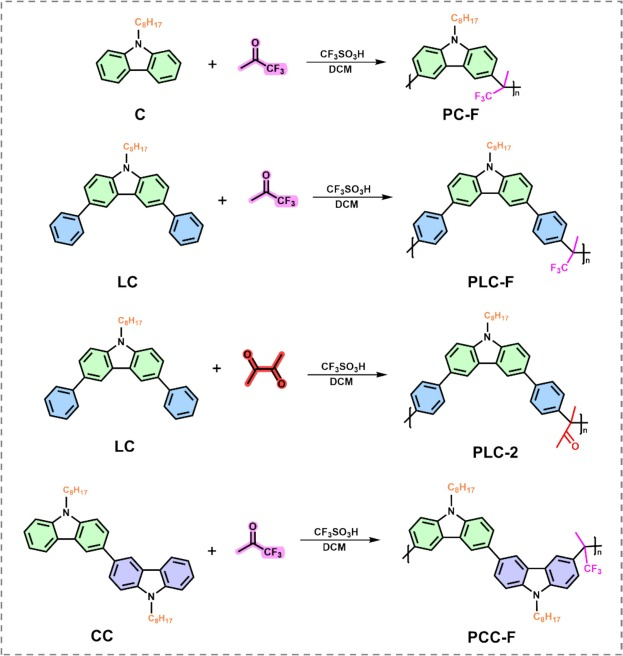 C₈H₁₇ C₈H₁₇
N + O CF₃ CF₃SO₃H N
DCM F₃C n
C PC-F
C₈H₁₇ C₈H₁₇
N + O CF₃ CF₃SO₃H N
DCM F₃C n
LC PLC-F
C₈H₁₇ C₈H₁₇
N + O O CF₃SO₃H N
DCM O n
LC PLC-2
C₈H₁₇ C₈H₁₇
N + O CF₃ CF₃SO₃H N n
DCM CF₃
N N
C₈H₁₇ C₈H₁₇
CC PCC-F